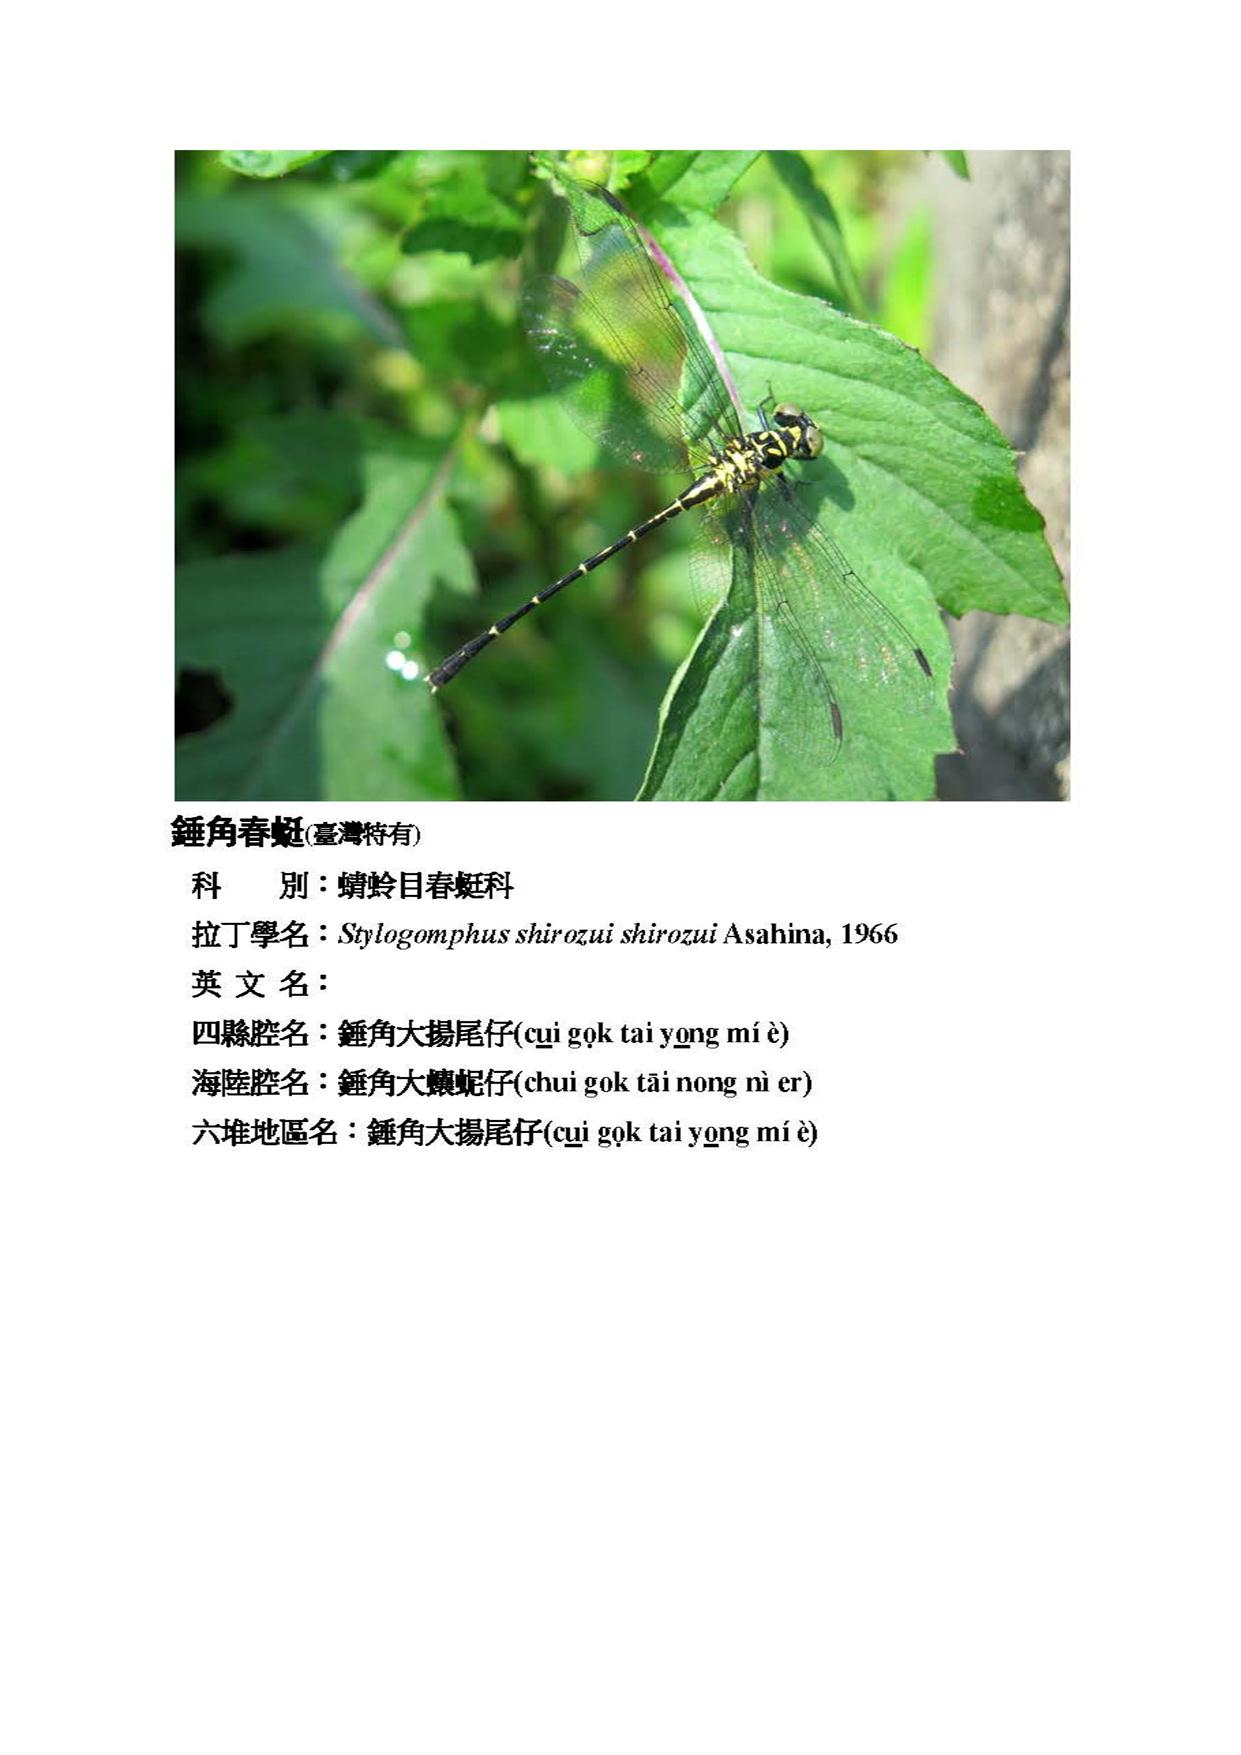 錘角春蜓(臺灣特有)
科　　別：蜻蛉目春蜓科
拉丁學名：Stylogomphus shirozui shirozui Asahina, 1966
英 文 名：
四縣腔名：錘角大揚尾仔(cu̲i gọk tai yo̲ng mí è)
海陸腔名：錘角大蠰蚭仔(chui gok tāi nong nì er)
六堆地區名：錘角大揚尾仔(cu̲i gọk tai yo̲ng mí è)